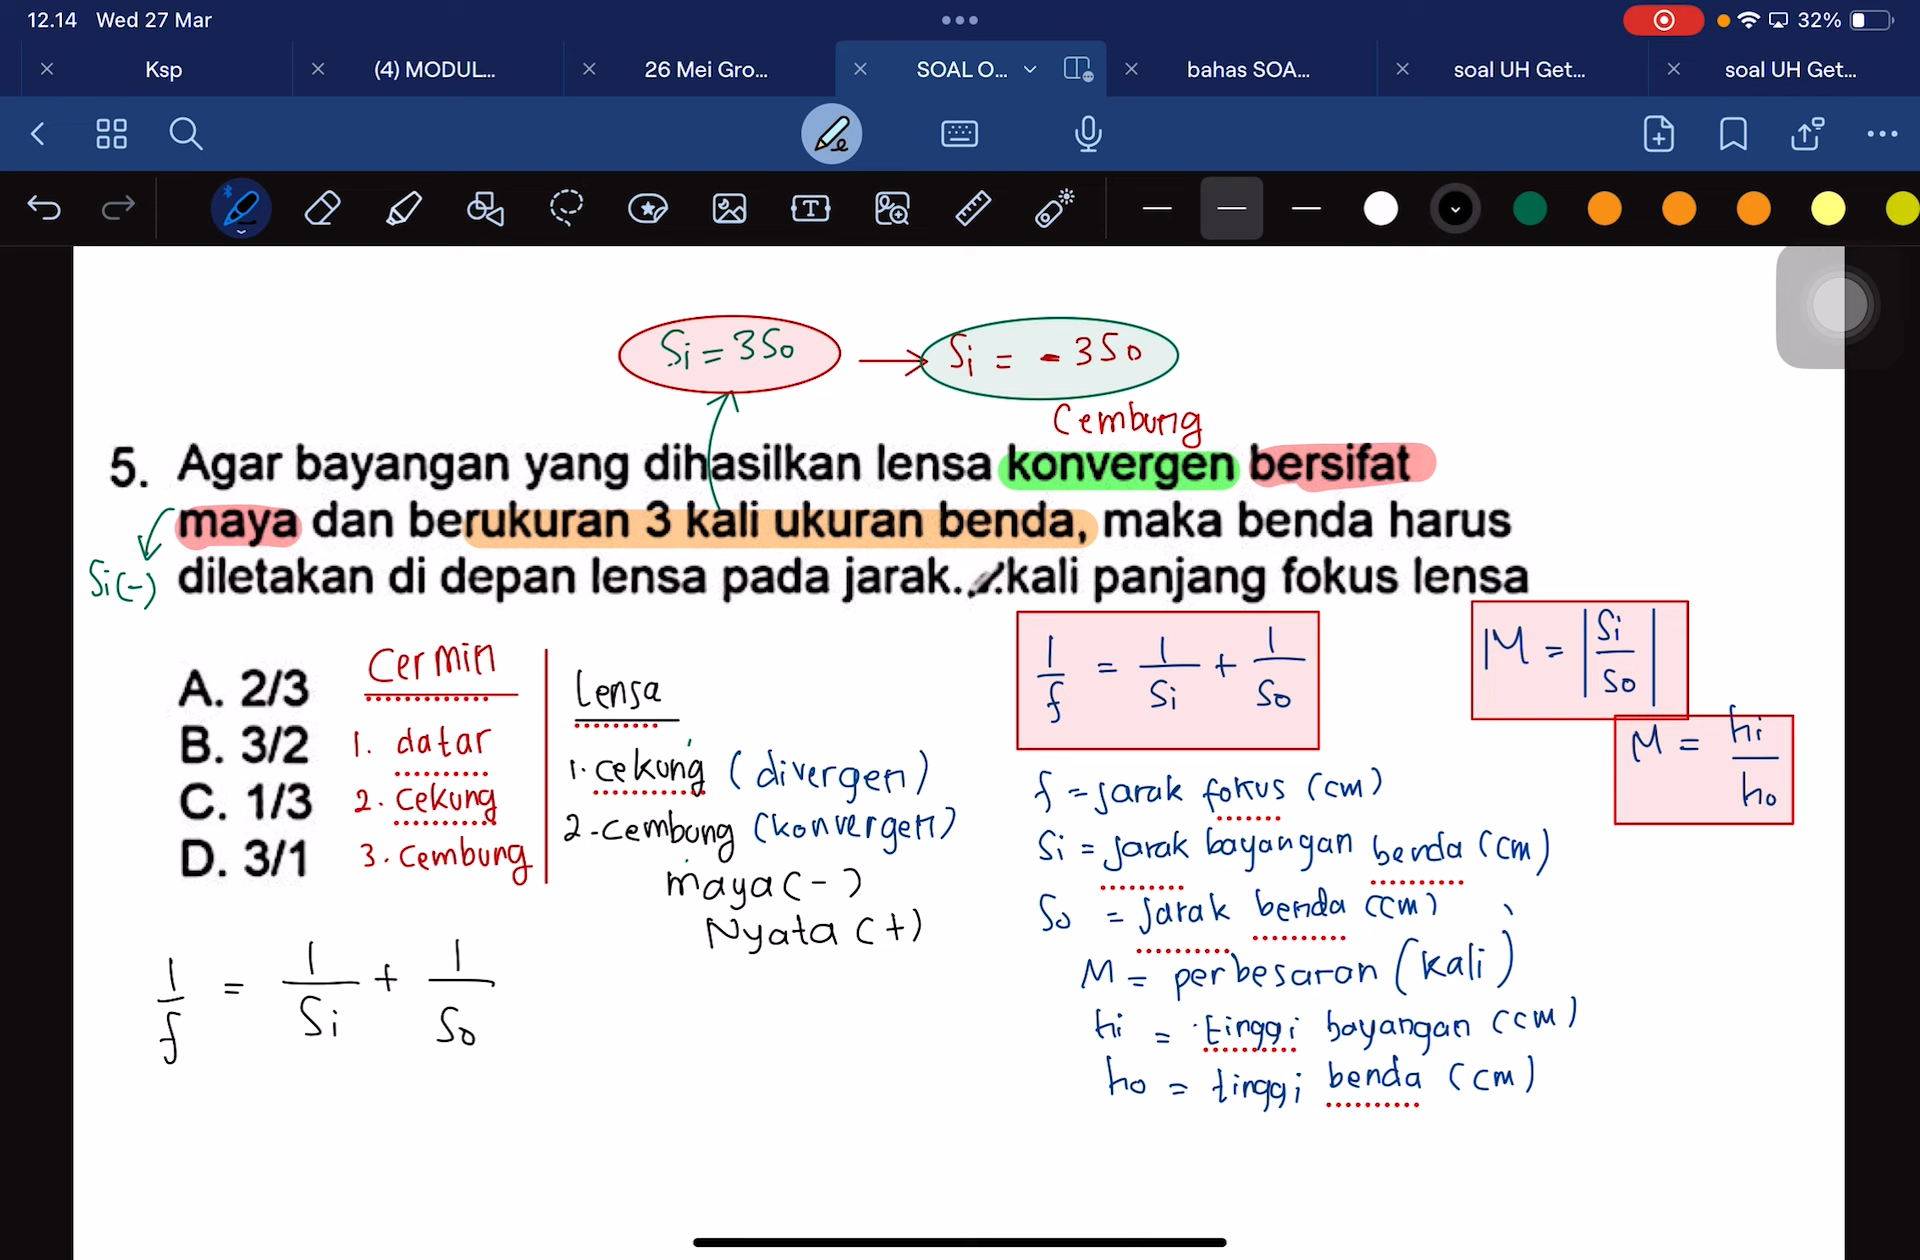 12.14 Wed 27 Mar
32%
Ksp
(4) MODUL...
26 Mei Gro...
SOAL O...
bahas SOA...
soal UH Get...
soal UH Get...
Si = 3So
Si = - 3So
Cembung
5. Agar bayangan yang dihasilkan lensa konvergen bersifat
maya dan berukuran 3 kali ukuran benda, maka benda harus
Si(-)
diletakan di depan lensa pada jarak....kali panjang fokus lensa
A. 2/3
B. 3/2
C. 1/3
D. 3/1
Cermin
1. datar
2. Cekung
3. Cembung
Lensa
1. Cekung (divergen)
2. Cembung (konvergen)
maya (-)
Nyata (+)
1/f = 1/Si + 1/So
M = |Si/So|
M = hi/ho
f = jarak fokus (cm)
Si = jarak bayangan benda (cm)
So = jarak benda (cm)
M = perbesaran (kali)
hi = tinggi bayangan (cm)
ho = tinggi benda (cm)
1/f = 1/Si + 1/So